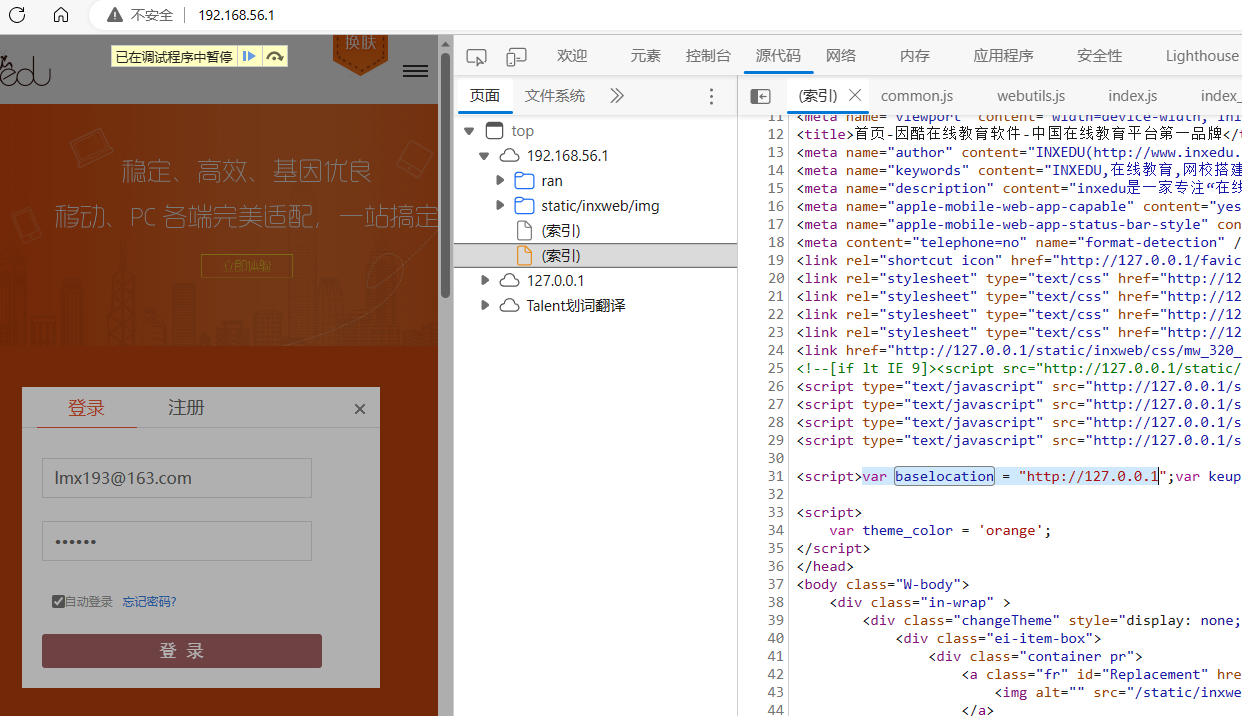 不安全 192.168.56.1
已在调试程序中暂停
换肤
edu
稳定、高效、基因优良
移动、PC 各端完美适配，一站搞定
立即体验
登录 注册 ×
lmx193@163.com
••••••
自动登录 忘记密码?
登 录
欢迎 元素 控制台 源代码 网络 内存 应用程序 安全性 Lighthouse
页面 文件系统
top
192.168.56.1
ran
static/inxweb/img
(索引)
(索引)
127.0.0.1
Talent划词翻译
(索引) common.js webutils.js index.js index_
11 <meta name="viewport" content="width=device-width, ini
12 <title>首页-因酷在线教育软件-中国在线教育平台第一品牌</t
13 <meta name="author" content="INXEDU(http://www.inxedu.
14 <meta name="keywords" content="INXEDU,在线教育,网校搭建
15 <meta name="description" content="inxedu是一家专注“在线
16 <meta name="apple-mobile-web-app-capable" content="yes
17 <meta name="apple-mobile-web-app-status-bar-style" con
18 <meta content="telephone=no" name="format-detection" /
19 <link rel="shortcut icon" href="http://127.0.0.1/favic
20 <link rel="stylesheet" type="text/css" href="http://12
21 <link rel="stylesheet" type="text/css" href="http://12
22 <link rel="stylesheet" type="text/css" href="http://12
23 <link rel="stylesheet" type="text/css" href="http://12
24 <link href="http://127.0.0.1/static/inxweb/css/mw_320_
25 <!--[if lt IE 9]><script src="http://127.0.0.1/static/
26 <script type="text/javascript" src="http://127.0.0.1/s
27 <script type="text/javascript" src="http://127.0.0.1/s
28 <script type="text/javascript" src="http://127.0.0.1/s
29 <script type="text/javascript" src="http://127.0.0.1/s
30
31 <script>var baselocation = "http://127.0.0.1";var keup
32
33 <script>
34 var theme_color = 'orange';
35 </script>
36 </head>
37 <body class="W-body">
38 <div class="in-wrap" >
39 <div class="changeTheme" style="display: none;
40 <div class="ei-item-box">
41 <div class="container pr">
42 <a class="fr" id="Replacement" hre
43 <img alt="" src="/static/inxwe
44 </a>